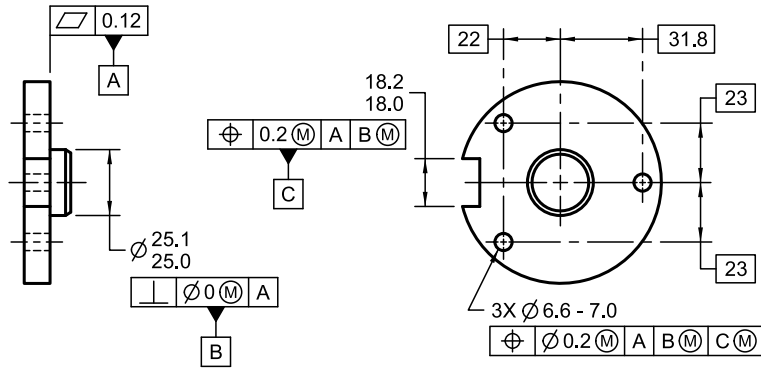 ⏥ 0.12
A
22
31.8
18.2
18.0
23
⌖ 0.2 Ⓜ A B Ⓜ
C
⌀ 25.1
25.0
⟂ ⌀ 0 Ⓜ A
B
23
3X ⌀ 6.6 - 7.0
⌖ ⌀ 0.2 Ⓜ A B Ⓜ C Ⓜ